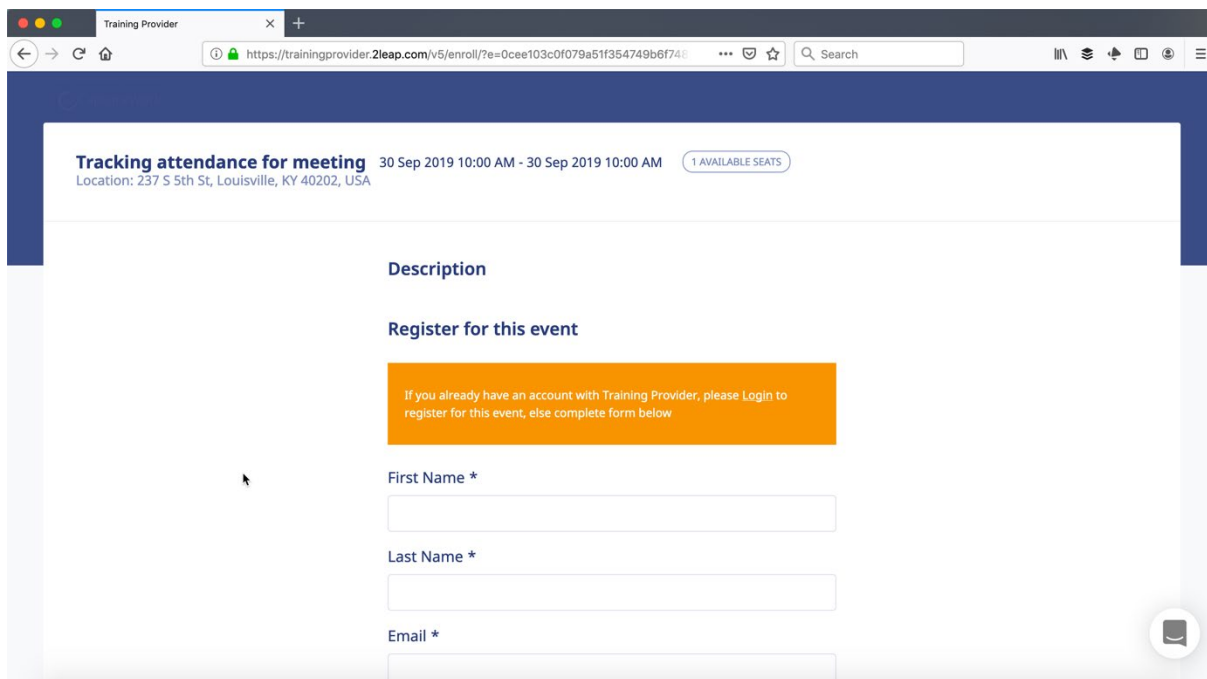 Training Provider
https://trainingprovider.2leap.com/v5/enroll/?e=0cee103c0f079a51f354749b6f748
Search
Tracking attendance for meeting 30 Sep 2019 10:00 AM - 30 Sep 2019 10:00 AM 1 AVAILABLE SEATS
Location: 237 S 5th St, Louisville, KY 40202, USA
Description
Register for this event
If you already have an account with Training Provider, please Login to
register for this event, else complete form below
First Name *
Last Name *
Email *